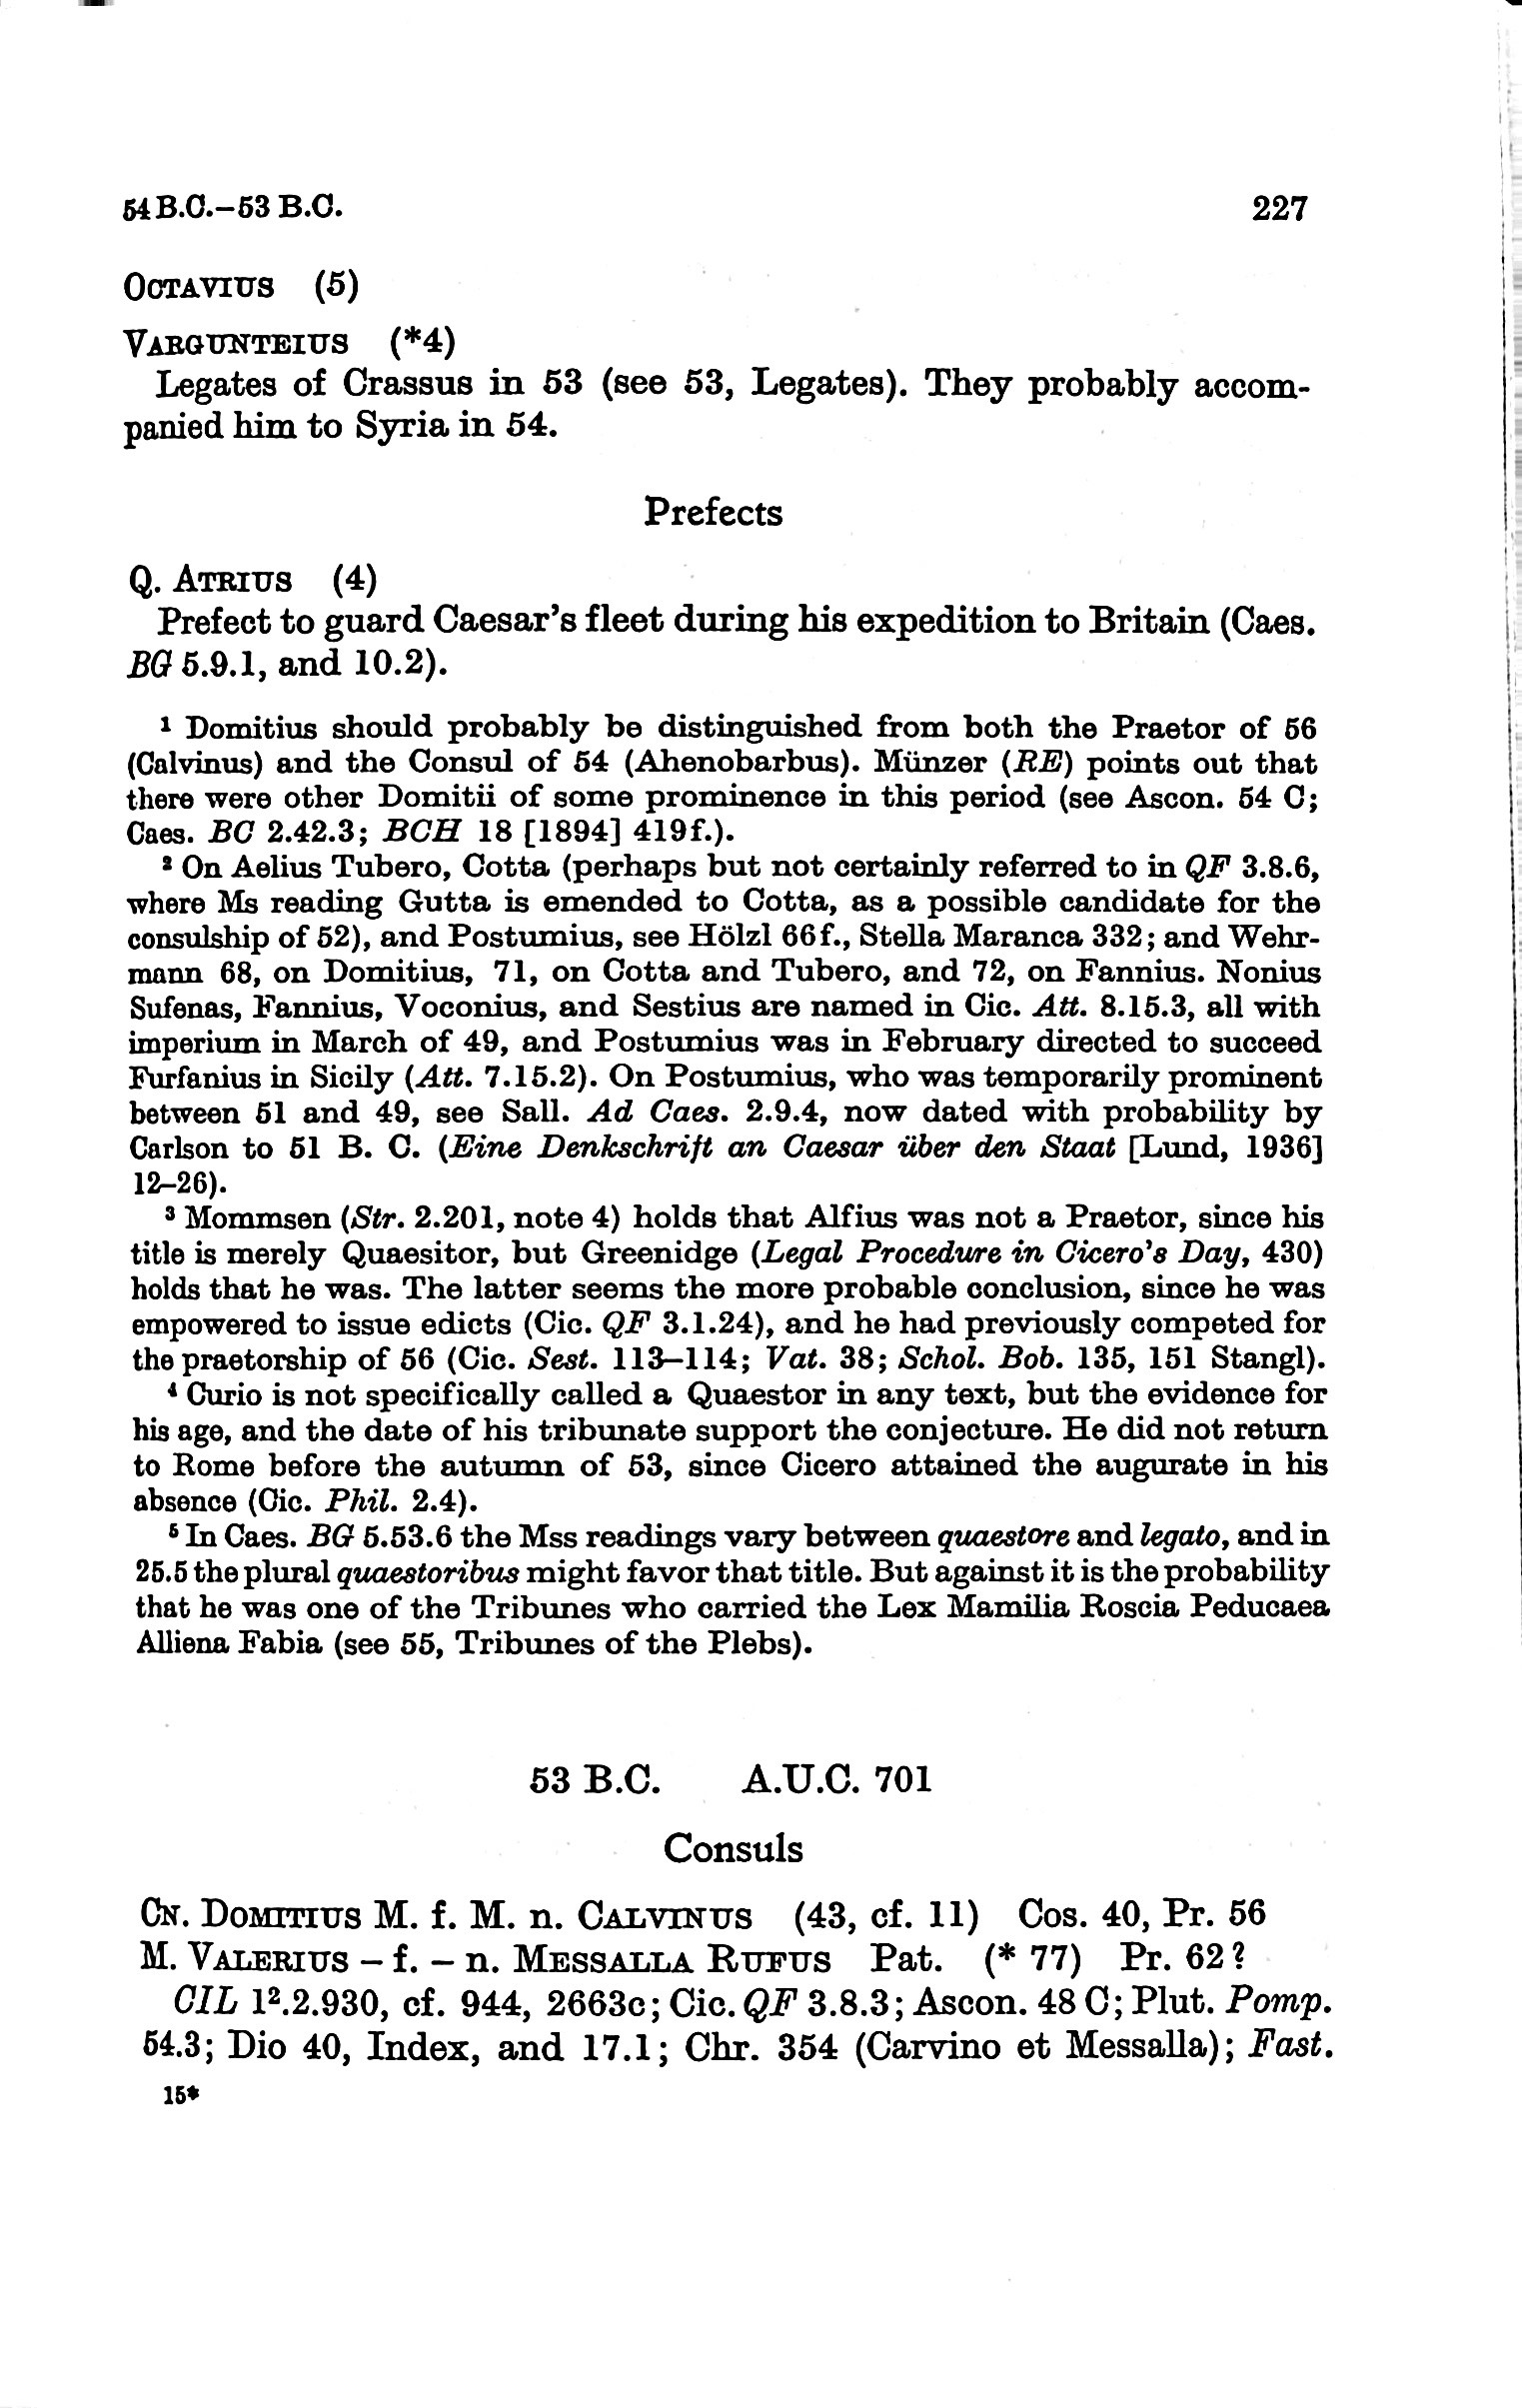 54 B.C.–53 B.C. 227
OCTAVIUS (5)
VARGUNTEIUS (*4)
Legates of Crassus in 53 (see 53, Legates). They probably accom-
panied him to Syria in 54.
Prefects
Q. ATRIUS (4)
Prefect to guard Caesar’s fleet during his expedition to Britain (Caes.
BG 5.9.1, and 10.2).
¹ Domitius should probably be distinguished from both the Praetor of 56
(Calvinus) and the Consul of 54 (Ahenobarbus). Münzer (RE) points out that
there were other Domitii of some prominence in this period (see Ascon. 54 C;
Caes. BC 2.42.3; BCH 18 [1894] 419f.).
² On Aelius Tubero, Cotta (perhaps but not certainly referred to in QF 3.8.6,
where Ms reading Gutta is emended to Cotta, as a possible candidate for the
consulship of 52), and Postumius, see Hölzl 66f., Stella Maranca 332; and Wehr-
mann 68, on Domitius, 71, on Cotta and Tubero, and 72, on Fannius. Nonius
Sufenas, Fannius, Voconius, and Sestius are named in Cic. Att. 8.15.3, all with
imperium in March of 49, and Postumius was in February directed to succeed
Furfanius in Sicily (Att. 7.15.2). On Postumius, who was temporarily prominent
between 51 and 49, see Sall. Ad Caes. 2.9.4, now dated with probability by
Carlson to 51 B. C. (Eine Denkschrift an Caesar über den Staat [Lund, 1936]
12–26).
³ Mommsen (Str. 2.201, note 4) holds that Alfius was not a Praetor, since his
title is merely Quaesitor, but Greenidge (Legal Procedure in Cicero’s Day, 430)
holds that he was. The latter seems the more probable conclusion, since he was
empowered to issue edicts (Cic. QF 3.1.24), and he had previously competed for
the praetorship of 56 (Cic. Sest. 113–114; Vat. 38; Schol. Bob. 135, 151 Stangl).
⁴ Curio is not specifically called a Quaestor in any text, but the evidence for
his age, and the date of his tribunate support the conjecture. He did not return
to Rome before the autumn of 53, since Cicero attained the augurate in his
absence (Cic. Phil. 2.4).
⁵ In Caes. BG 5.53.6 the Mss readings vary between quaestore and legato, and in
25.5 the plural quaestoribus might favor that title. But against it is the probability
that he was one of the Tribunes who carried the Lex Mamilia Roscia Peducaea
Alliena Fabia (see 55, Tribunes of the Plebs).
53 B.C. A.U.C. 701
Consuls
CN. DOMITIUS M. f. M. n. CALVINUS (43, cf. 11) Cos. 40, Pr. 56
M. VALERIUS – f. – n. MESSALLA RUFUS Pat. (* 77) Pr. 62?
CIL 1².2.930, cf. 944, 2663c; Cic. QF 3.8.3; Ascon. 48 C; Plut. Pomp.
54.3; Dio 40, Index, and 17.1; Chr. 354 (Carvino et Messalla); Fast.
15*